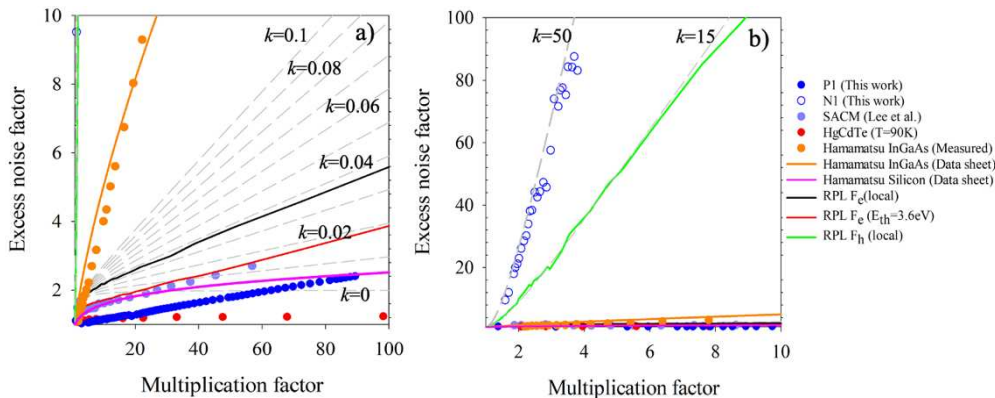 a)
k=0.1
k=0.08
k=0.06
k=0.04
k=0.02
k=0
10
8
6
4
2
20
40
60
80
100
Excess noise factor
Multiplication factor
b)
k=50
k=15
100
80
60
40
20
2
4
6
8
10
Excess noise factor
Multiplication factor
P1 (This work)
N1 (This work)
SACM (Lee et al.)
HgCdTe (T=90K)
Hamamatsu InGaAs (Measured)
Hamamatsu InGaAs (Data sheet)
Hamamatsu Silicon (Data sheet)
RPL Fe(local)
RPL Fe (Eth=3.6eV)
RPL Fh (local)